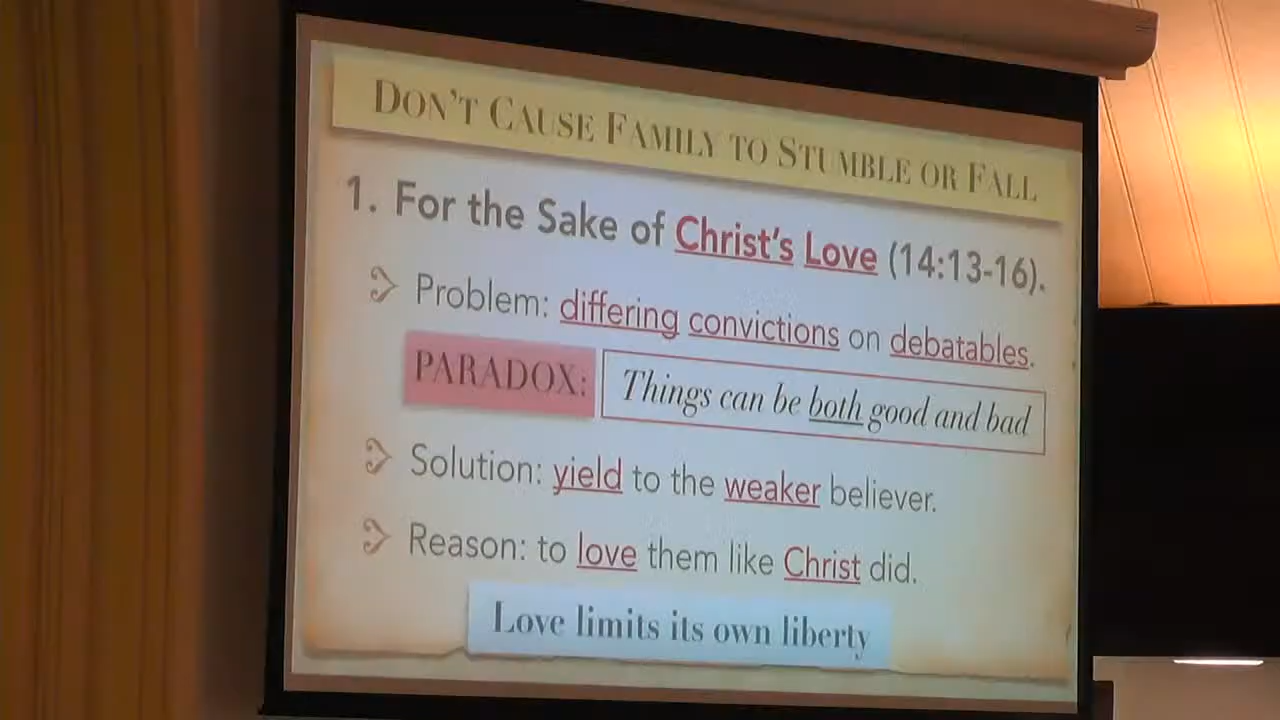 DON'T CAUSE FAMILY TO STUMBLE OR FALL
1. For the Sake of Christ's Love (14:13-16).
Problem: differing convictions on debatables.
PARADOX: Things can be both good and bad
Solution: yield to the weaker believer.
Reason: to love them like Christ did.
Love limits its own liberty